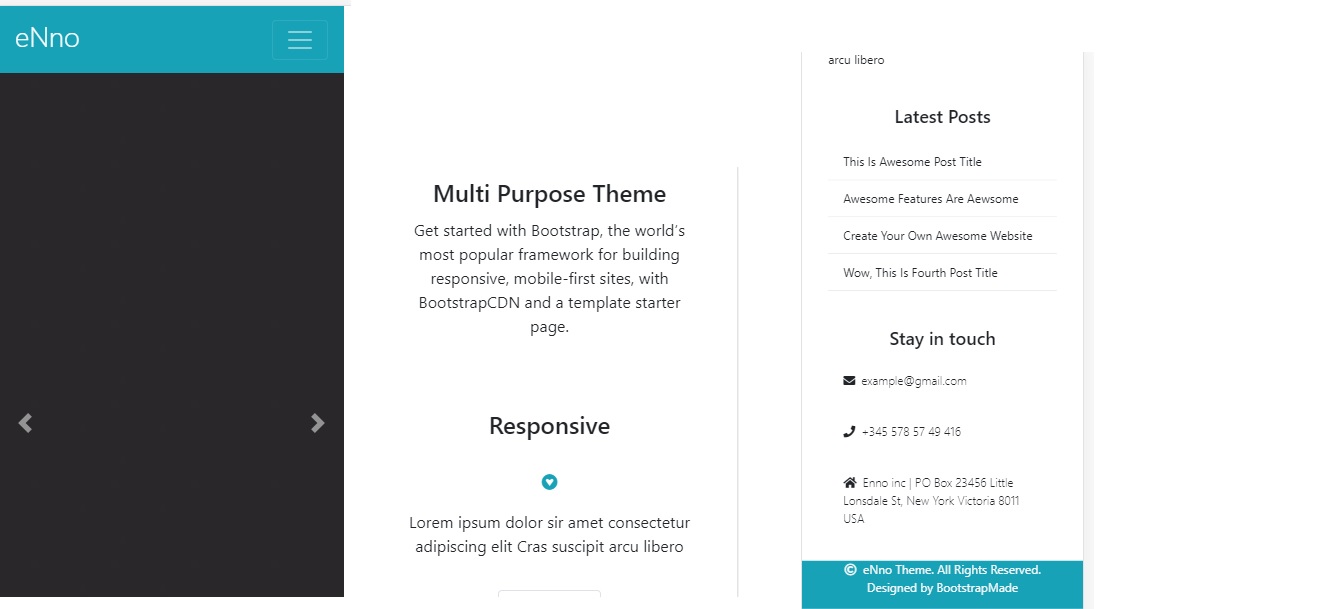 eNno
Multi Purpose Theme
Get started with Bootstrap, the world's
most popular framework for building
responsive, mobile-first sites, with
BootstrapCDN and a template starter
page.
Responsive
Lorem ipsum dolor sir amet consectetur
adipiscing elit Cras suscipit arcu libero
arcu libero
Latest Posts
This Is Awesome Post Title
Awesome Features Are Aewsome
Create Your Own Awesome Website
Wow, This Is Fourth Post Title
Stay in touch
example@gmail.com
+345 578 57 49 416
Enno inc | PO Box 23456 Little
Lonsdale St, New York Victoria 8011
USA
© eNno Theme. All Rights Reserved.
Designed by BootstrapMade